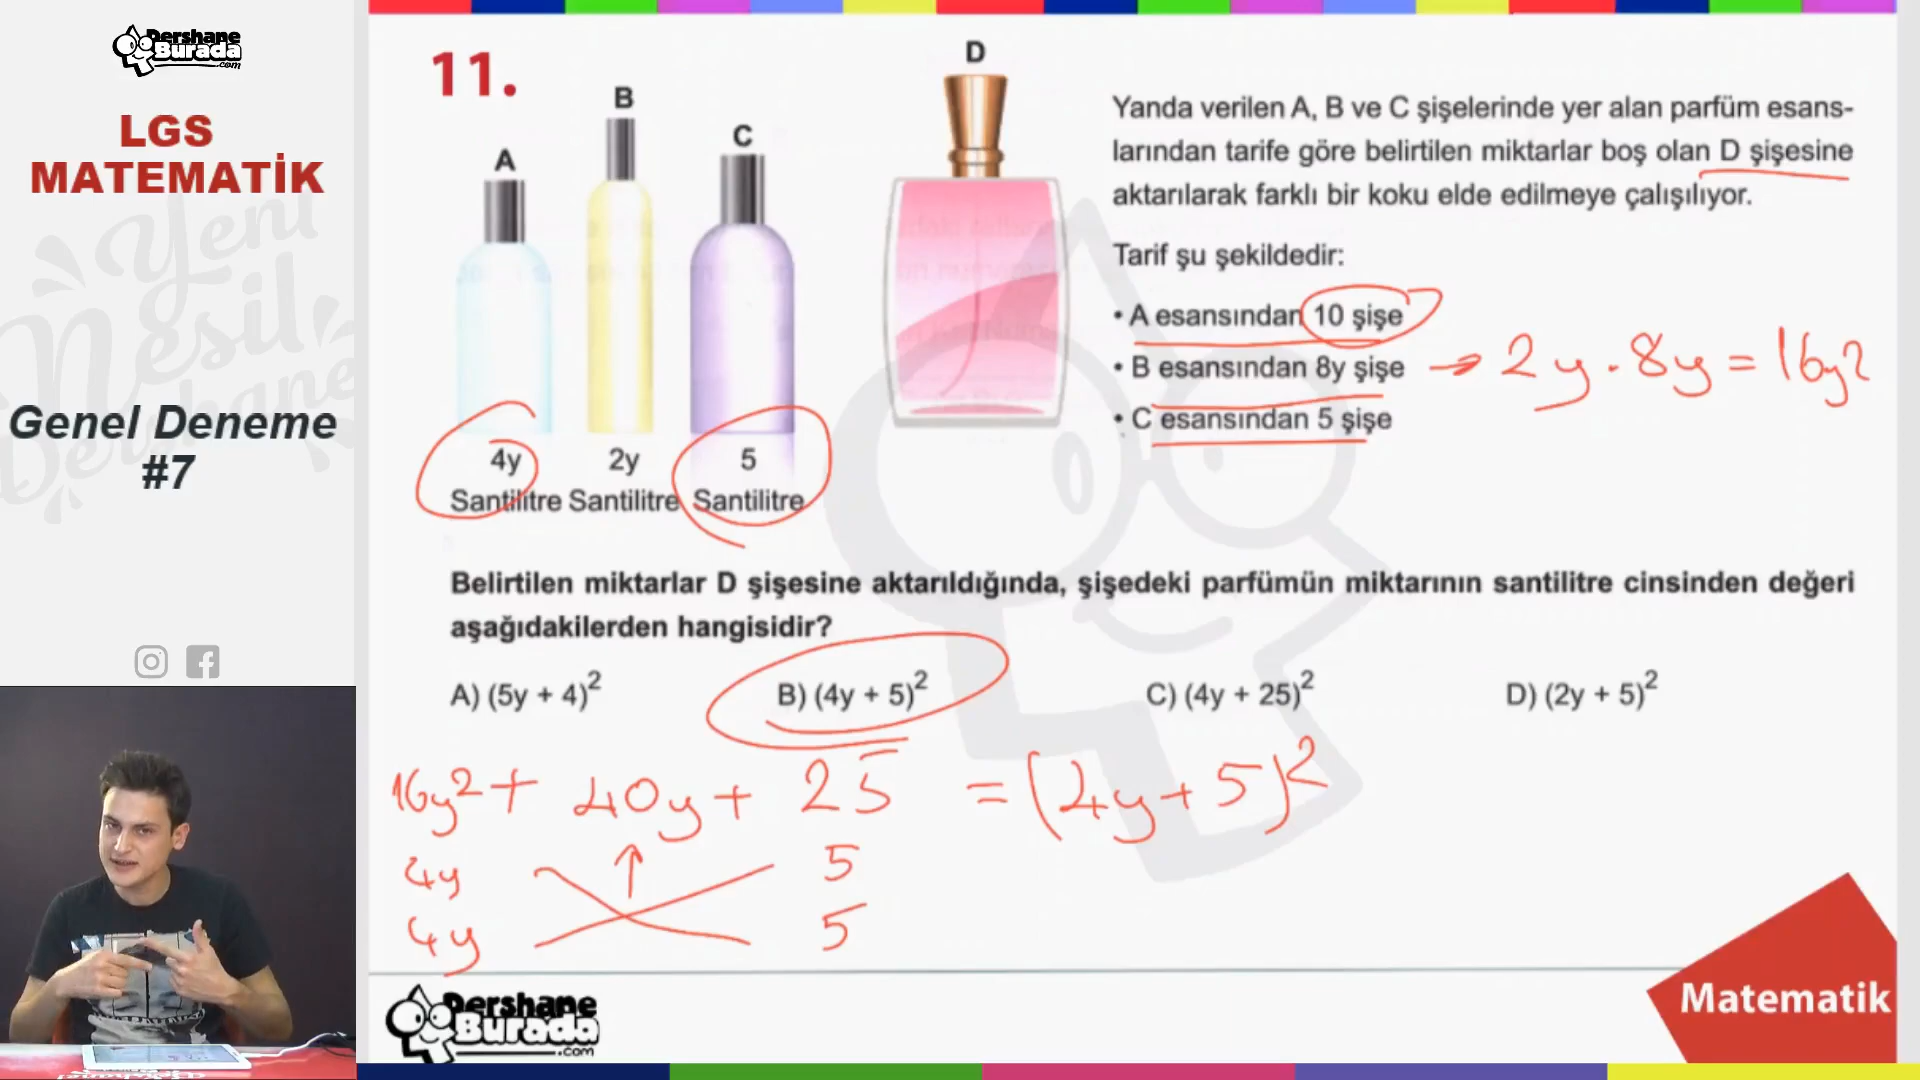 Dershane
Burada
.com
LGS
MATEMATİK
Yeni
Nesil
Dershane
Genel Deneme
#7
11.
A
B
C
D
4y
2y
5
Santilitre Santilitre Santilitre
Yanda verilen A, B ve C şişelerinde yer alan parfüm esans-
larından tarife göre belirtilen miktarlar boş olan D şişesine
aktarılarak farklı bir koku elde edilmeye çalışılıyor.
Tarif şu şekildedir:
• A esansından 10 şişe
• B esansından 8y şişe → 2y . 8y = 16y²
• C esansından 5 şişe
Belirtilen miktarlar D şişesine aktarıldığında, şişedeki parfümün miktarının santilitre cinsinden değeri
aşağıdakilerden hangisidir?
A) (5y + 4)²
B) (4y + 5)²
C) (4y + 25)²
D) (2y + 5)²
16y² + 40y + 25 = (4y + 5)²
4y 5
4y 5
Dershane
Burada
.com
Matematik